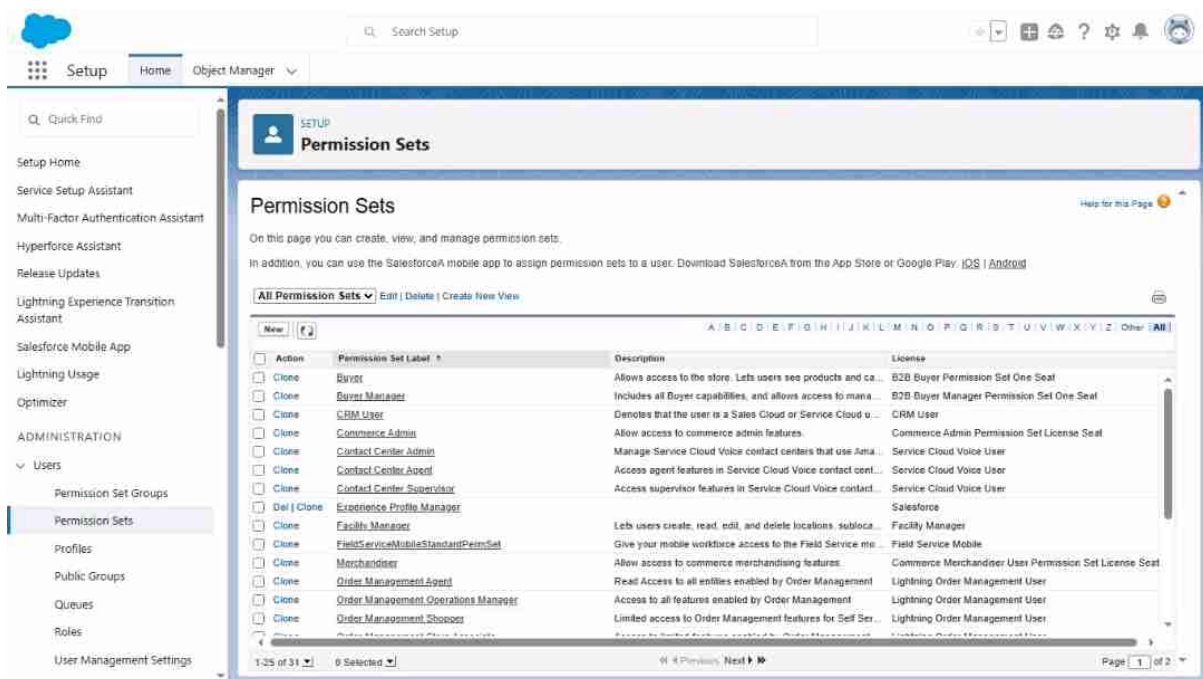 Search Setup
Setup Home Object Manager
Quick Find
Setup Home
Service Setup Assistant
Multi-Factor Authentication Assistant
Hyperforce Assistant
Release Updates
Lightning Experience Transition
Assistant
Salesforce Mobile App
Lightning Usage
Optimizer
ADMINISTRATION
Users
Permission Set Groups
Permission Sets
Profiles
Public Groups
Queues
Roles
User Management Settings
SETUP
Permission Sets
Permission Sets
Help for this Page
On this page you can create, view, and manage permission sets.
In addition, you can use the SalesforceA mobile app to assign permission sets to a user. Download SalesforceA from the App Store or Google Play. iOS | Android
All Permission Sets Edit | Delete | Create New View
New A | B | C | D | E | F | G | H | I | J | K | L | M | N | O | P | Q | R | S | T | U | V | W | X | Y | Z | Other | All
Action Permission Set Label ↑ Description License
Clone Buyer Allows access to the store. Lets users see products and ca... B2B Buyer Permission Set One Seat
Clone Buyer Manager Includes all Buyer capabilities, and allows access to mana... B2B Buyer Manager Permission Set One Seat
Clone CRM User Denotes that the user is a Sales Cloud or Service Cloud u... CRM User
Clone Commerce Admin Allow access to commerce admin features. Commerce Admin Permission Set License Seat
Clone Contact Center Admin Manage Service Cloud Voice contact centers that use Ama... Service Cloud Voice User
Clone Contact Center Agent Access agent features in Service Cloud Voice contact cent... Service Cloud Voice User
Clone Contact Center Supervisor Access supervisor features in Service Cloud Voice contact... Service Cloud Voice User
Del | Clone Experience Profile Manager Salesforce
Clone Facility Manager Lets users create, read, edit, and delete locations, subloca... Facility Manager
Clone FieldServiceMobileStandardPermSet Give your mobile workforce access to the Field Service mo... Field Service Mobile
Clone Merchandiser Allow access to commerce merchandising features. Commerce Merchandiser User Permission Set License Seat
Clone Order Management Agent Read Access to all entities enabled by Order Management Lightning Order Management User
Clone Order Management Operations Manager Access to all features enabled by Order Management Lightning Order Management User
Clone Order Management Shopper Limited access to Order Management features for Self Ser... Lightning Order Management User
1-25 of 31 0 Selected Previous Next Page 1 of 2